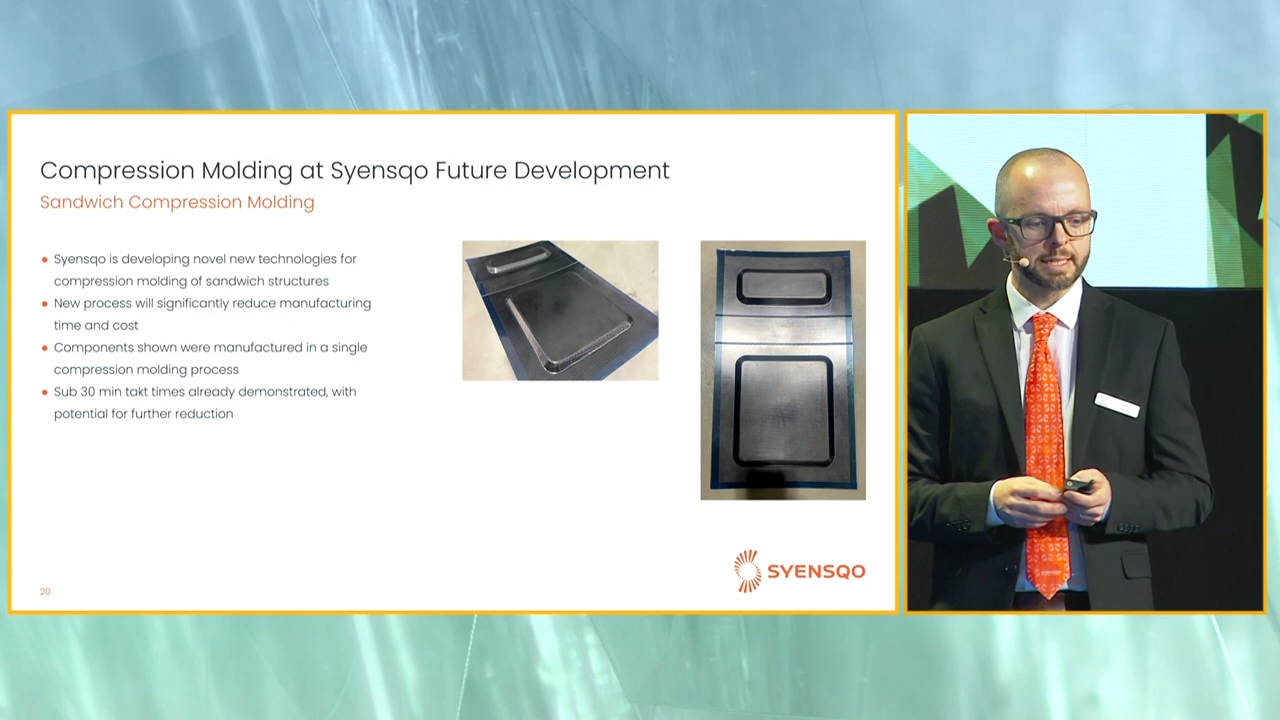 Compression Molding at Syensqo Future Development
Sandwich Compression Molding
• Syensqo is developing novel new technologies for
compression molding of sandwich structures
• New process will significantly reduce manufacturing
time and cost
• Components shown were manufactured in a single
compression molding process
• Sub 30 min takt times already demonstrated, with
potential for further reduction
SYENSQO
20